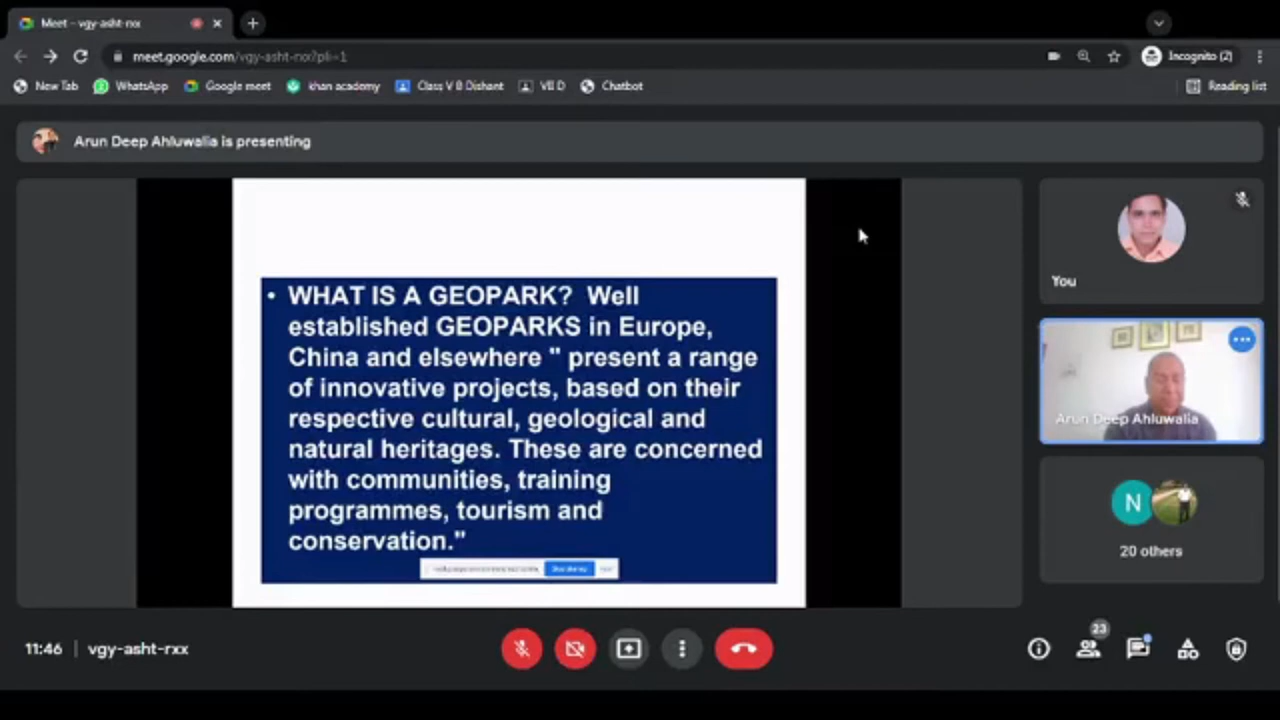 Meet - vgy-asht-rxx
meet.google.com/vgy-asht-rxx?pli=1
Incognito (2)
New Tab
WhatsApp
Google meet
khan academy
Class V B Dishant
VII D
Chatbot
Reading list
Arun Deep Ahluwalia is presenting
• WHAT IS A GEOPARK? Well
established GEOPARKS in Europe,
China and elsewhere " present a range
of innovative projects, based on their
respective cultural, geological and
natural heritages. These are concerned
with communities, training
programmes, tourism and
conservation."
You
Arun Deep Ahluwalia
N
20 others
11:46 | vgy-asht-rxx
23